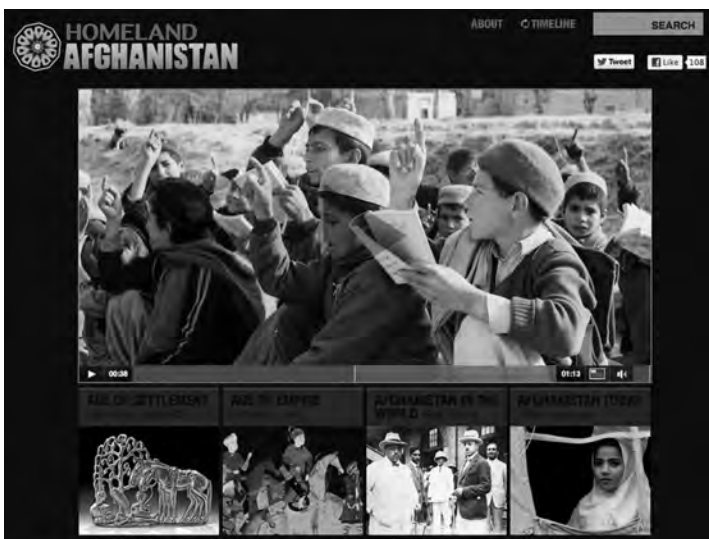 HOMELAND
AFGHANISTAN
ABOUT
TIMELINE
SEARCH
Tweet
Like
108
00:38
01:13
AGE OF SETTLEMENT
AGE OF EMPIRE
AFGHANISTAN IN THE
WORLD
AFGHANISTAN TODAY